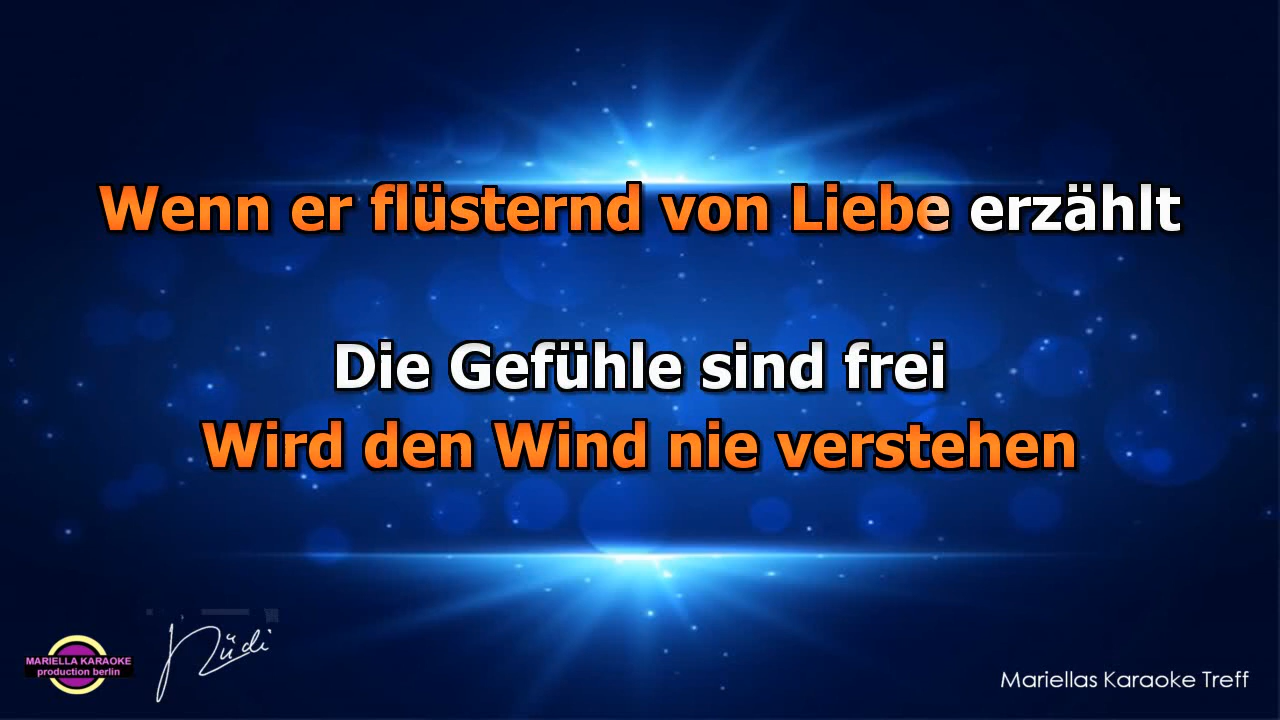 Wenn er flüsternd von Liebe erzählt
Die Gefühle sind frei
Wird den Wind nie verstehen
MARIELLA KARAOKE
production berlin
Rüdi
Mariellas Karaoke Treff